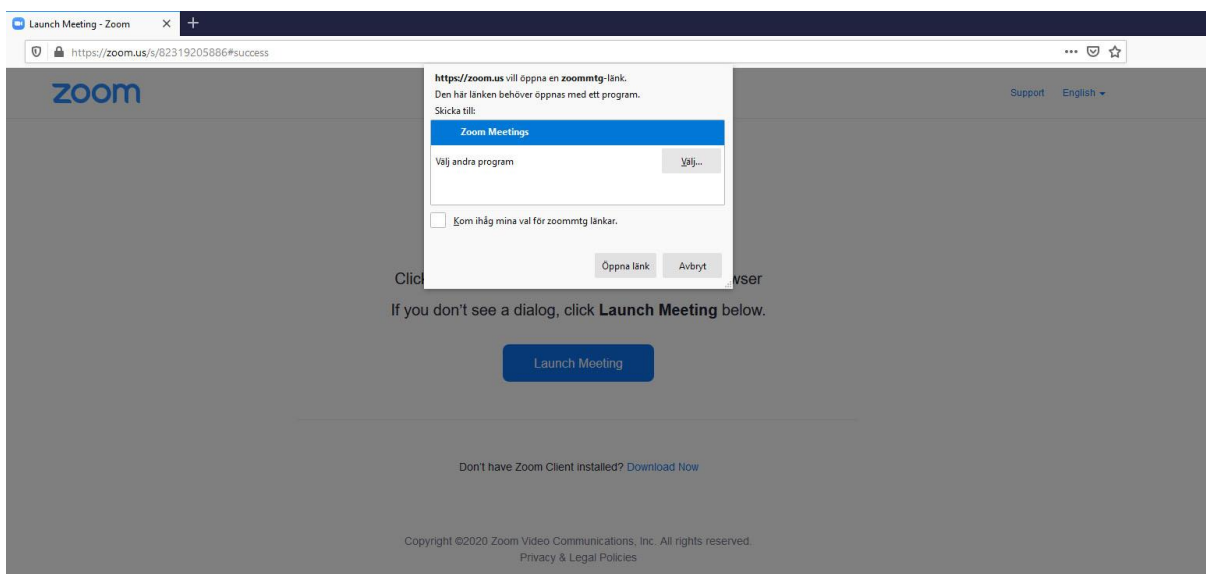 Launch Meeting - Zoom
https://zoom.us/s/82319205886#success
zoom
Support English
https://zoom.us vill öppna en zoommtg-länk.
Den här länken behöver öppnas med ett program.
Skicka till:
Zoom Meetings
Välj andra program Välj...
Kom ihåg mina val för zoommtg länkar.
Öppna länk Avbryt
If you don't see a dialog, click Launch Meeting below.
Launch Meeting
Don't have Zoom Client installed? Download Now
Copyright ©2020 Zoom Video Communications, Inc. All rights reserved.
Privacy & Legal Policies